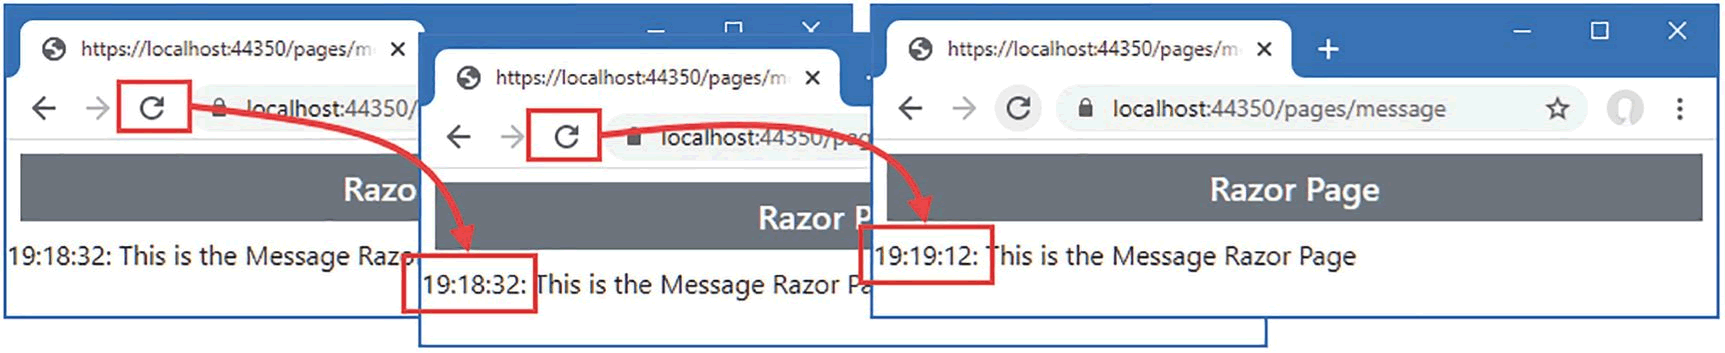 https://localhost:44350/pages/me
localhost:44350/
Razo
19:18:32: This is the Message Razo
https://localhost:44350/pages/m
localhost:44350/pag
Razor P
19:18:32: This is the Message Razor Pa
https://localhost:44350/pages/m
localhost:44350/pages/message
Razor Page
19:19:12: This is the Message Razor Page